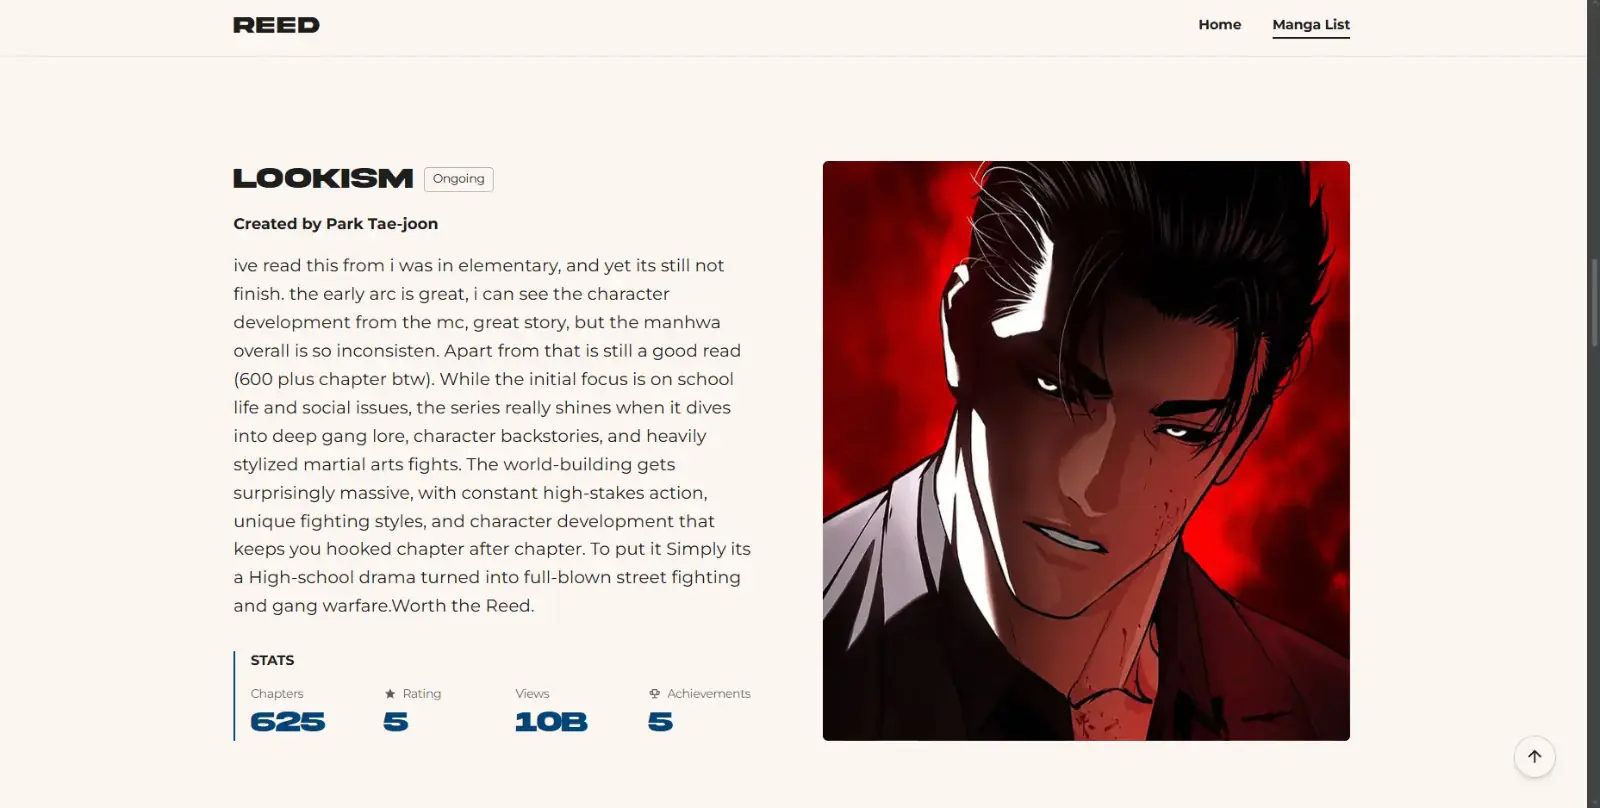 REED
Home
Manga List
LOOKISM
Ongoing
Created by Park Tae-joon
ive read this from i was in elementary, and yet its still not
finish. the early arc is great, i can see the character
development from the mc, great story, but the manhwa
overall is so inconsisten. Apart from that is still a good read
(600 plus chapter btw). While the initial focus is on school
life and social issues, the series really shines when it dives
into deep gang lore, character backstories, and heavily
stylized martial arts fights. The world-building gets
surprisingly massive, with constant high-stakes action,
unique fighting styles, and character development that
keeps you hooked chapter after chapter. To put it Simply its
a High-school drama turned into full-blown street fighting
and gang warfare.Worth the Reed.
STATS
Chapters
625
Rating
5
Views
10B
Achievements
5